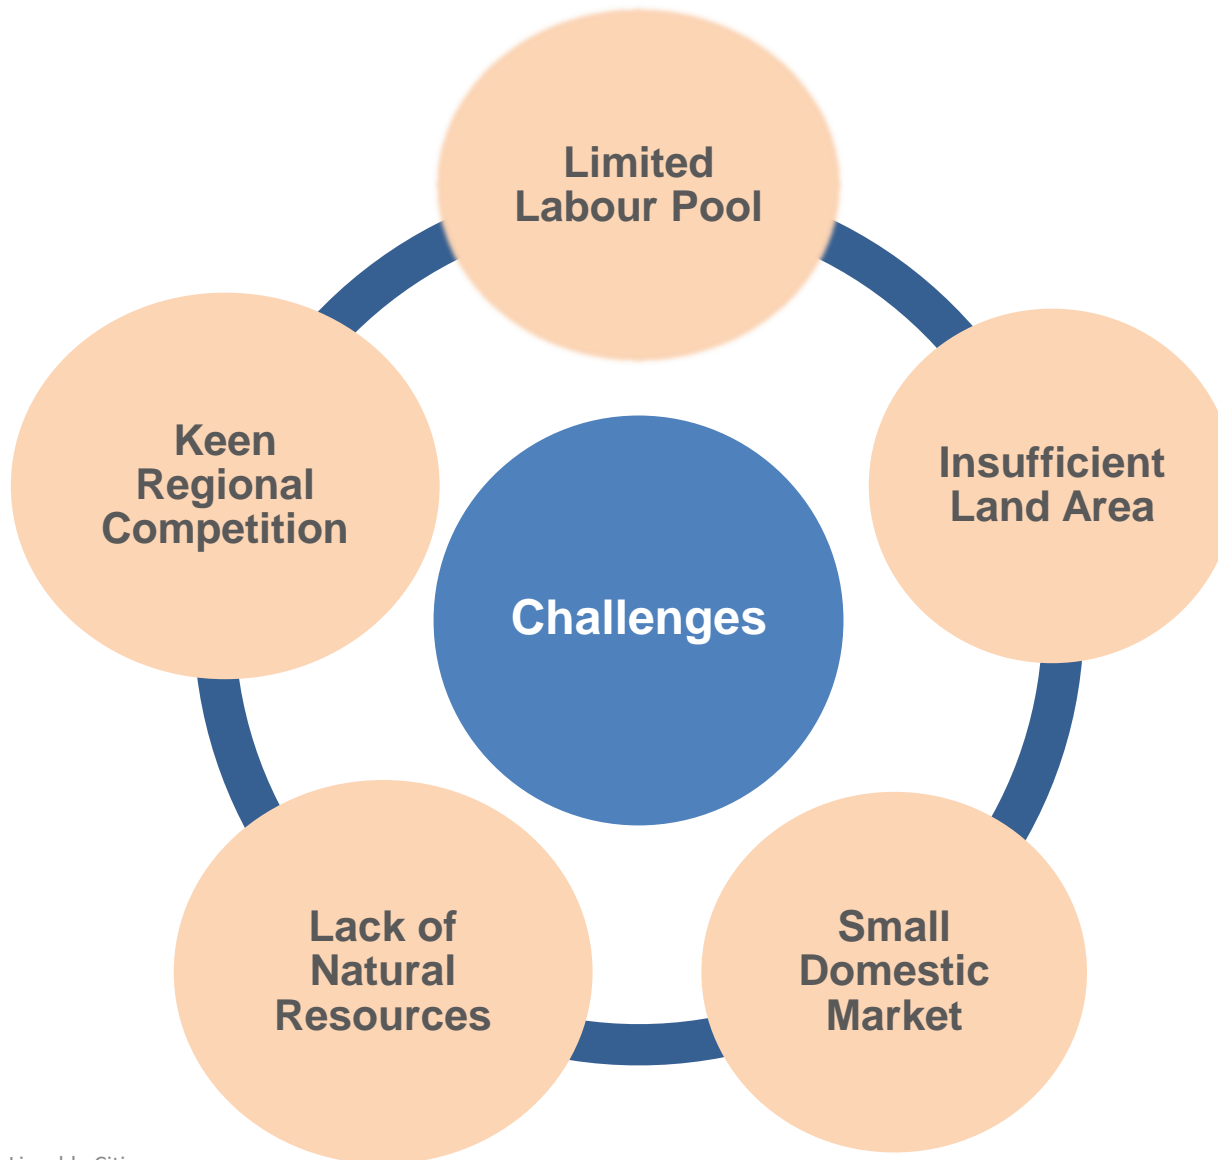 Limited
Labour Pool
Insufficient
Land Area
Small
Domestic
Market
Lack of
Natural
Resources
Keen
Regional
Competition
Challenges